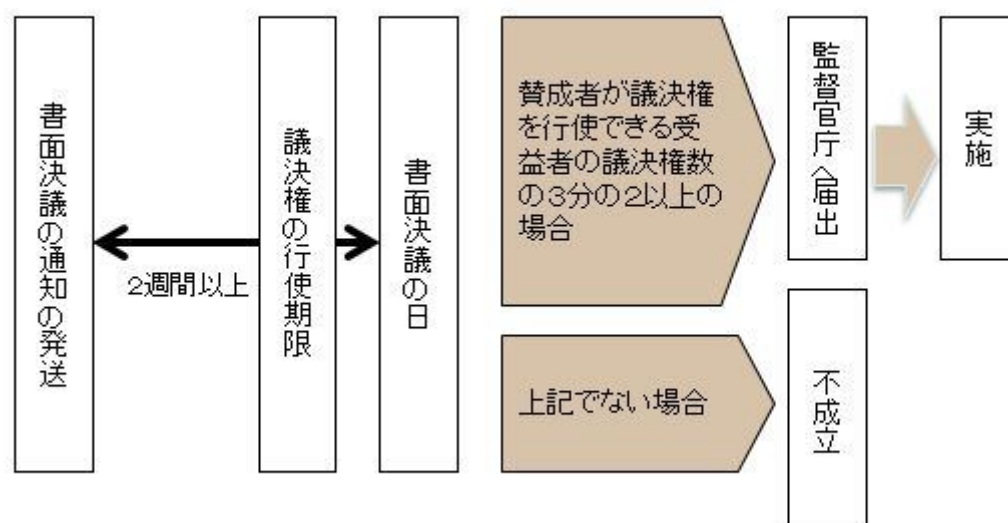 書面決議の通知の発送
2週間以上
議決権の行使期限
書面決議の日
賛成者が議決権
を行使できる受
益者の議決権数
の3分の2以上の
場合
監督官庁へ届出
実施
上記でない場合
不成立